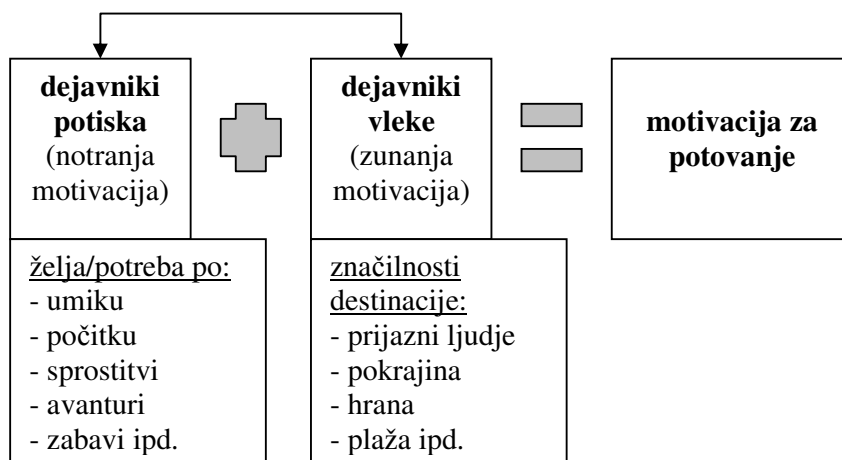 dejavniki
potiska
(notranja
motivacija)
dejavniki
vleke
(zunanja
motivacija)
motivacija za
potovanje
želja/potreba po:
- umiku
- počitku
- sprostitvi
- avanturi
- zabavi ipd.
značilnosti
destinacije:
- prijazni ljudje
- pokrajina
- hrana
- plaža ipd.